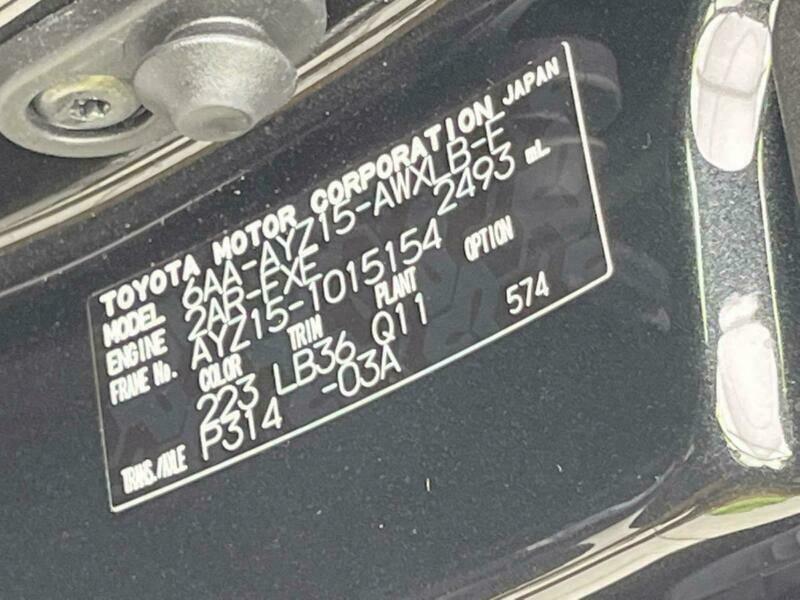 TOYOTA MOTOR CORPORATION JAPAN
MODEL 6AA-AYZ15-AWXLB-E
ENGINE 2AR-FXE 2493 mL
FRAME No. AYZ15-1015154
COLOR TRIM PLANT OPTION
223 LB36 Q11 574
TRANS./AXLE P314 -03A